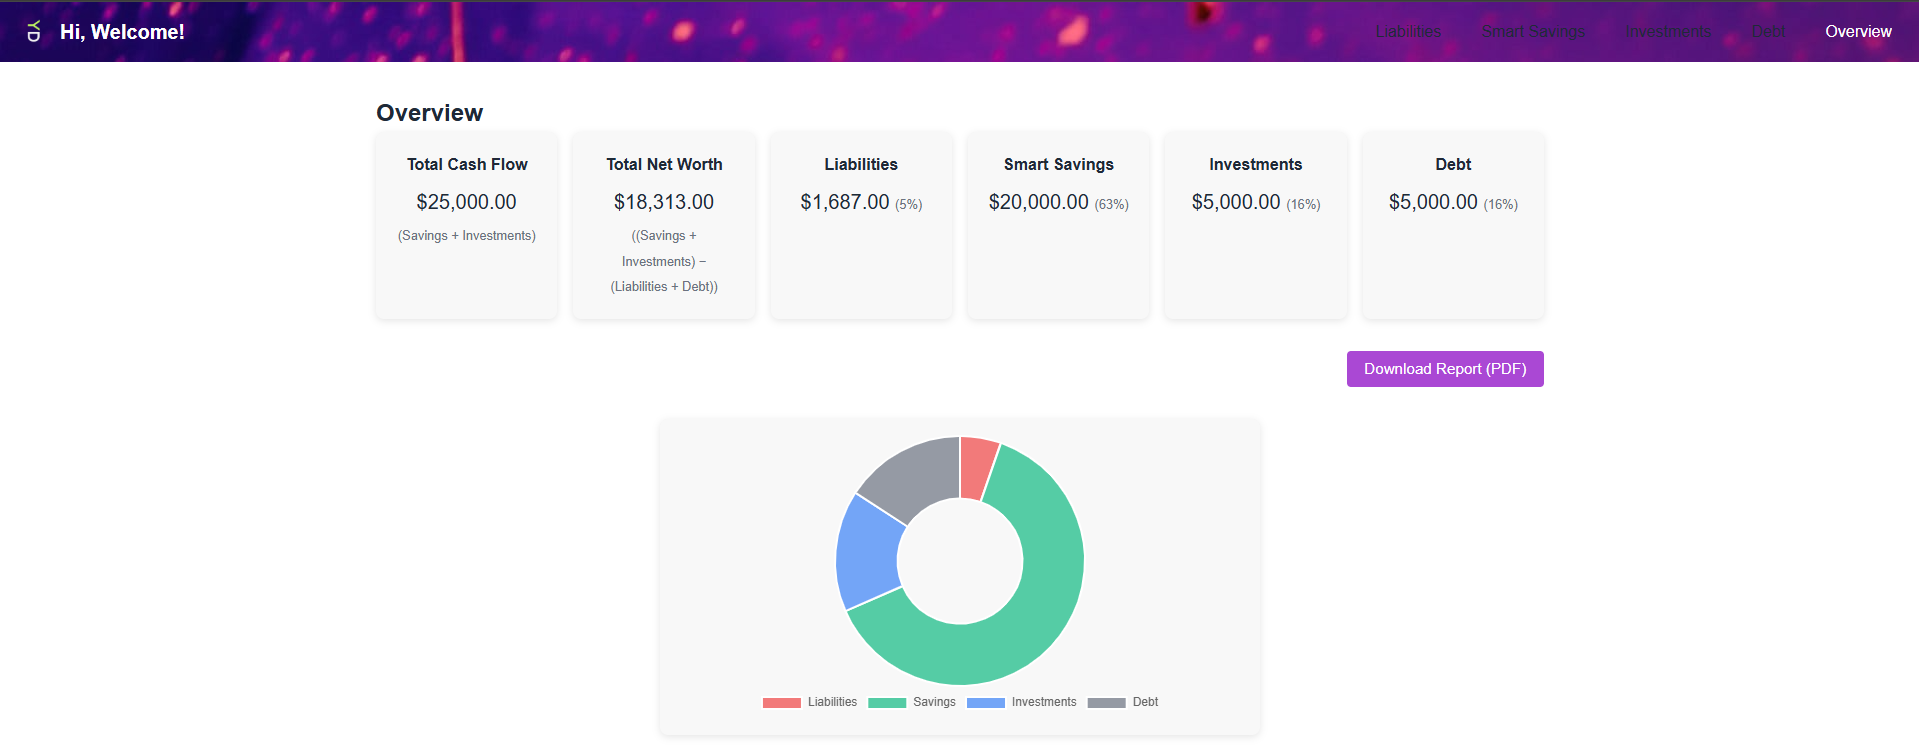 YD
Hi, Welcome!
Liabilities
Smart Savings
Investments
Debt
Overview
Overview
Total Cash Flow
$25,000.00
(Savings + Investments)
Total Net Worth
$18,313.00
((Savings +
Investments) −
(Liabilities + Debt))
Liabilities
$1,687.00 (5%)
Smart Savings
$20,000.00 (63%)
Investments
$5,000.00 (16%)
Debt
$5,000.00 (16%)
Download Report (PDF)
Liabilities
Savings
Investments
Debt